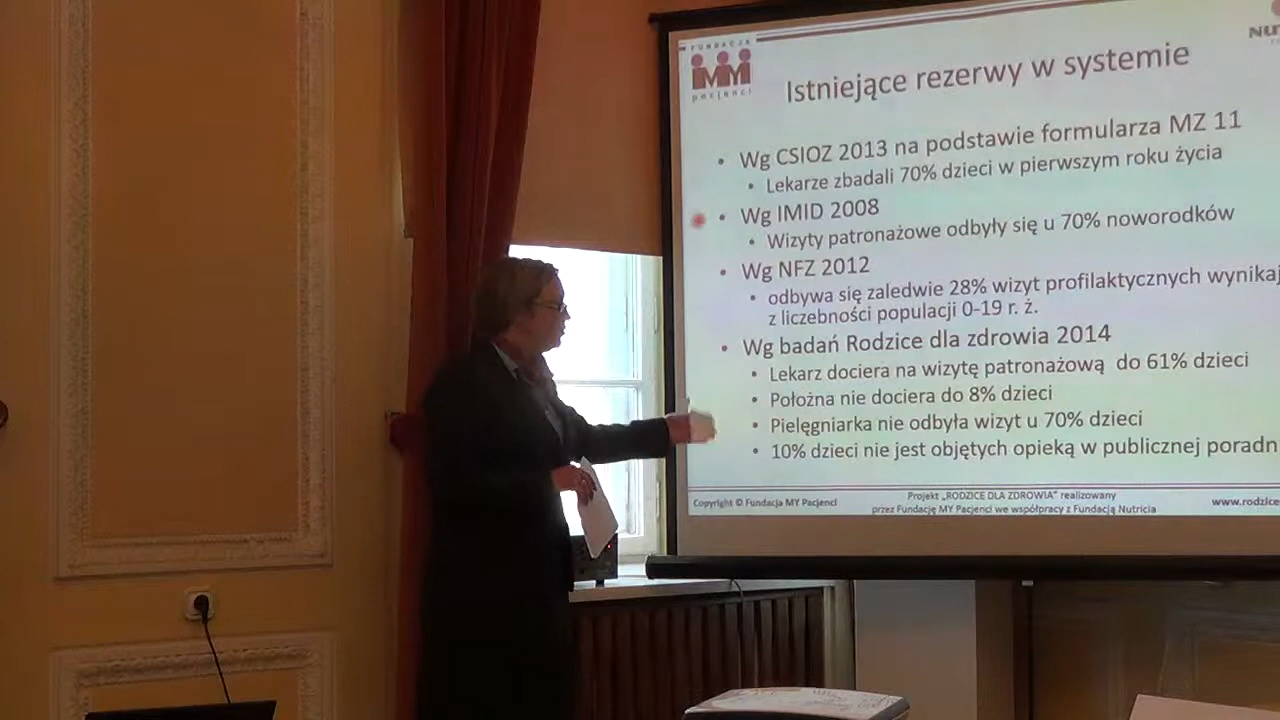 FUNDACJA
MY
pacjenci
Istniejące rezerwy w systemie
• Wg CSIOZ 2013 na podstawie formularza MZ 11
• Lekarze zbadali 70% dzieci w pierwszym roku życia
• Wg IMID 2008
• Wizyty patronażowe odbyły się u 70% noworodków
• Wg NFZ 2012
• odbywa się zaledwie 28% wizyt profilaktycznych wynikaj
z liczebności populacji 0-19 r. ż.
• Wg badań Rodzice dla zdrowia 2014
• Lekarz dociera na wizytę patronażową do 61% dzieci
• Położna nie dociera do 8% dzieci
• Pielęgniarka nie odbyła wizyt u 70% dzieci
• 10% dzieci nie jest objętych opieką w publicznej poradn
Copyright © Fundacja MY Pacjenci
Projekt „RODZICE DLA ZDROWIA" realizowany
przez Fundację MY Pacjenci we współpracy z Fundacją Nutricia
www.rodzice